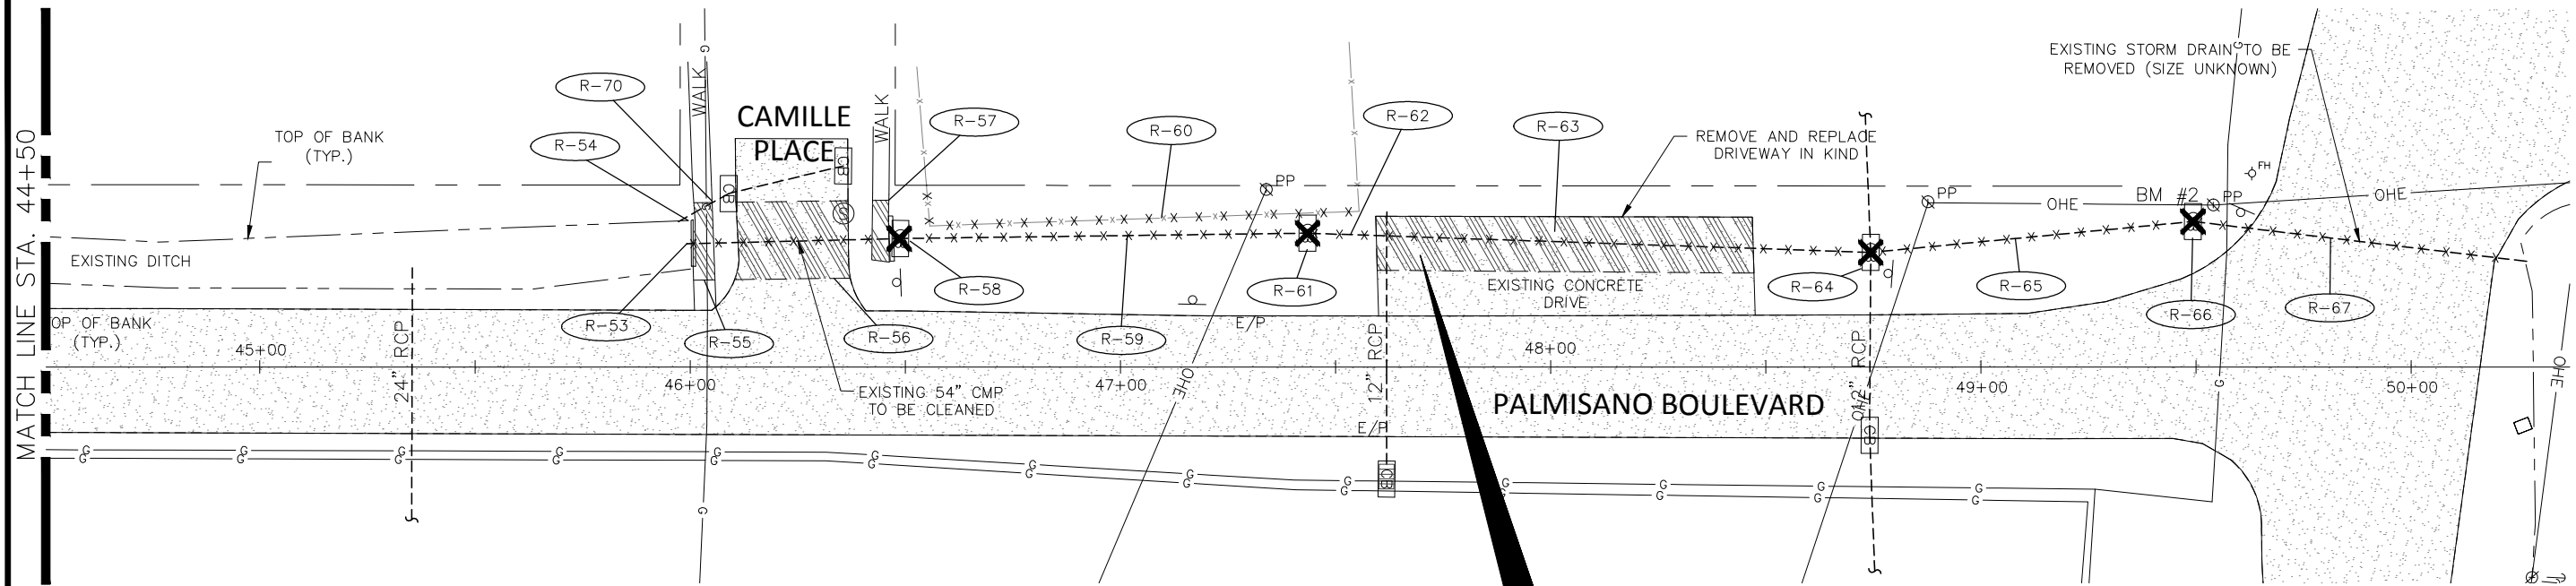 MATCH LINE STA. 44+50
TOP OF BANK
(TYP.)
EXISTING DITCH
TOP OF BANK
(TYP.)
45+00
24" RCP
R-70
R-54
R-53
R-55
WALK
G
S
46+00
CAMILLE
PLACE
CB
CB
S
WALK
R-57
R-58
R-56
EXISTING 54" CMP
TO BE CLEANED
R-60
R-59
47+00
PP
E/P
OHE
R-61
R-62
R-63
12" RCP
E/P
CB
REMOVE AND REPLACE
DRIVEWAY IN KIND
EXISTING CONCRETE
DRIVE
48+00
PALMISANO BOULEVARD
R-64
12" RCP
OHE
CB
PP
OHE
BM #2
PP
R-65
49+00
R-66
R-67
EXISTING STORM DRAIN TO BE
REMOVED (SIZE UNKNOWN)
G
FH
OHE
G
50+00
OHE
G G G G G G G G G G G G G
G G G G G G G G G G G G G
G